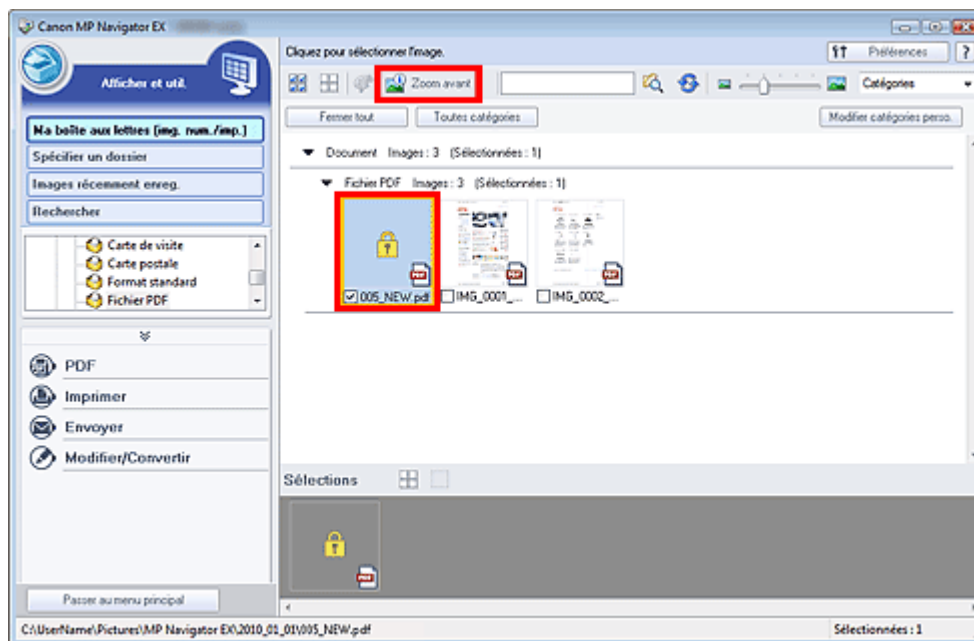 Canon MP Navigator EX
Afficher et util.
Ma boîte aux lettres [img. num./imp.]
Spécifier un dossier
Images récemment enreg.
Rechercher
Carte de visite
Carte postale
Format standard
Fichier PDF
PDF
Imprimer
Envoyer
Modifier/Convertir
Passer au menu principal
Cliquez pour sélectionner l'image.
Préférences
?
Zoom avant
Catégories
Fermer tout
Toutes catégories
Modifier catégories perso.
Document Images : 3 (Sélectionnées : 1)
Fichier PDF Images : 3 (Sélectionnées : 1)
PDF
PDF
PDF
005_NEW.pdf
IMG_0001_...
IMG_0002_...
Sélections
PDF
C:\UserName\Pictures\MP Navigator EX\2010_01_01\005_NEW.pdf
Sélectionnées : 1